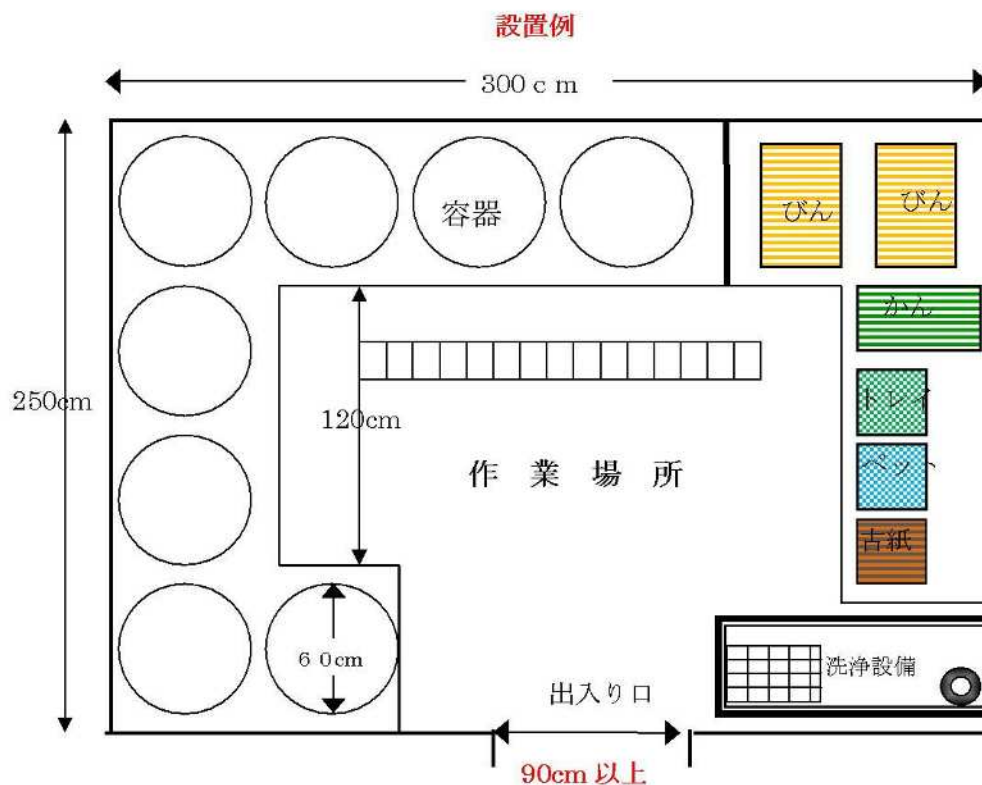 設置例
300ｃｍ
びん
びん
容器
かん
250cm
120cm
トレイ
作 業 場 所
ペット
古紙
６０cm
洗浄設備
出入り口
90cm 以上